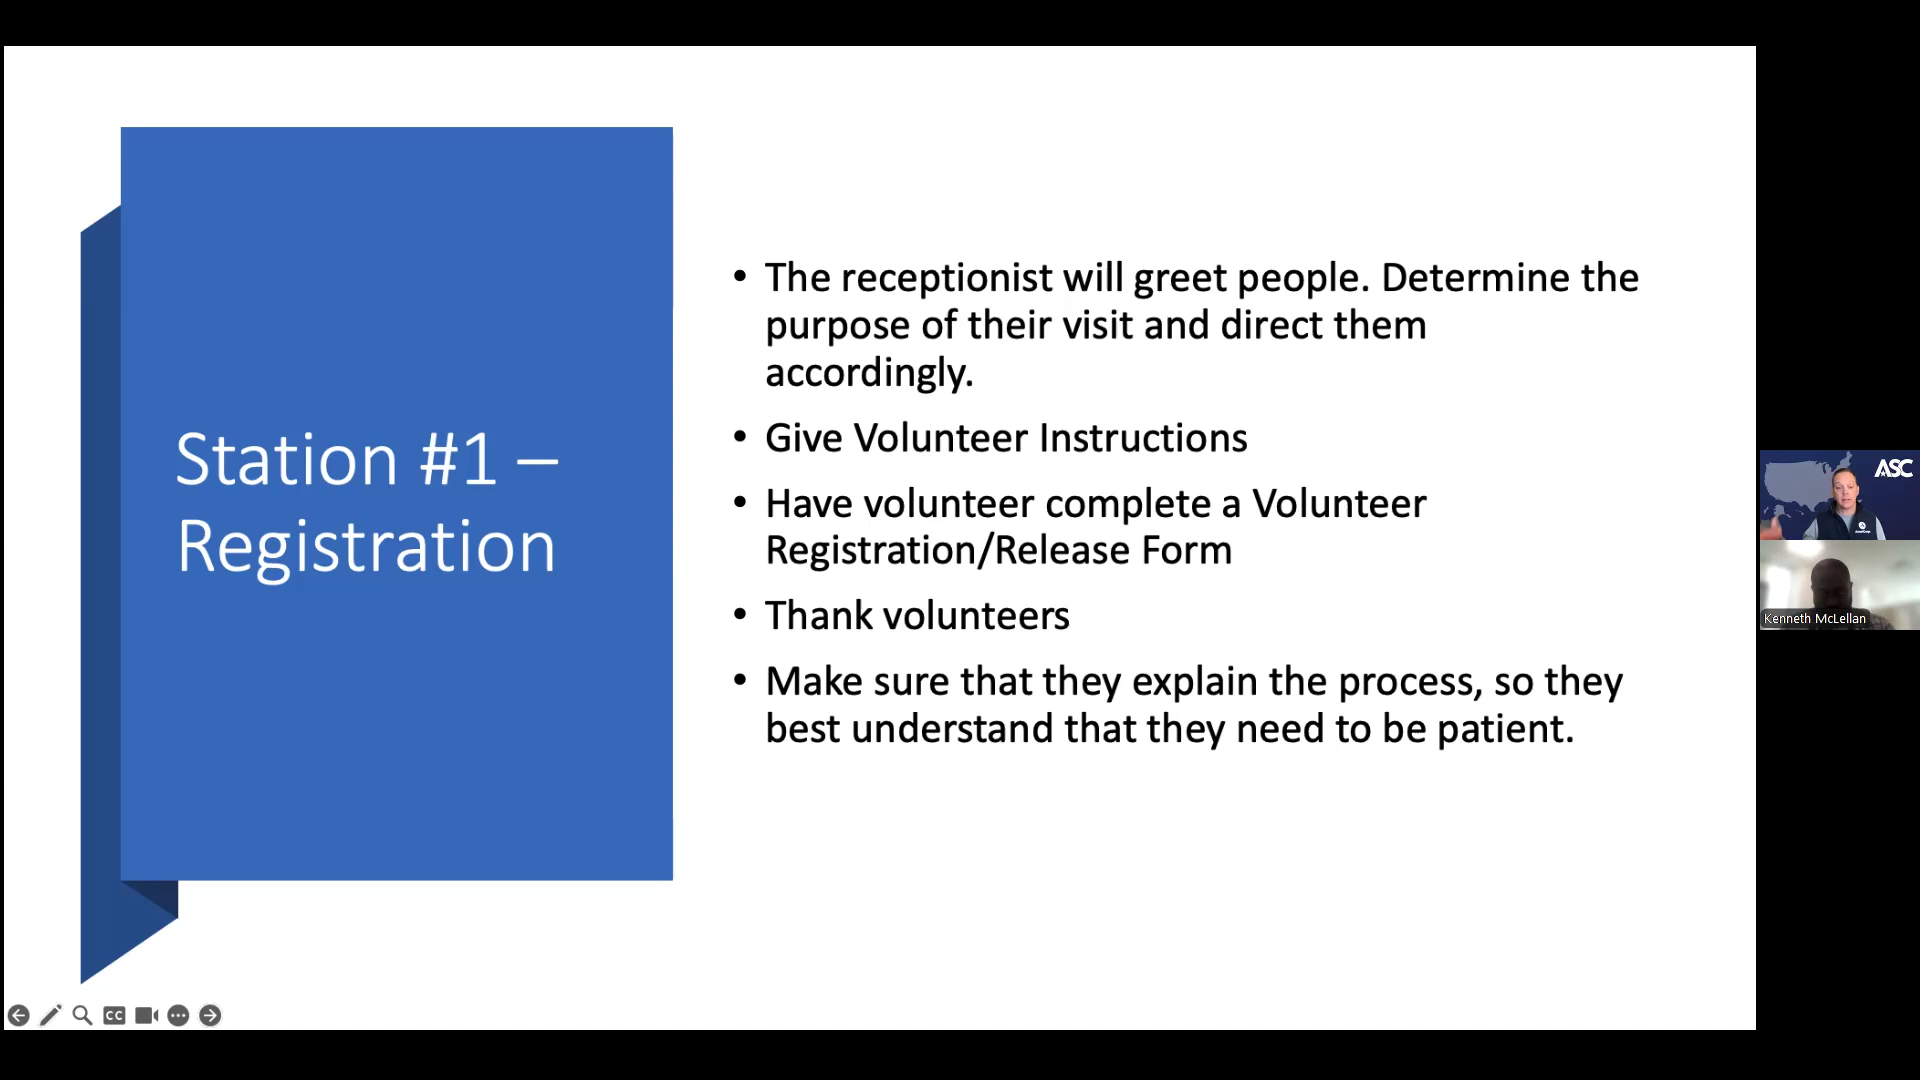 Station #1 –
Registration
• The receptionist will greet people. Determine the
purpose of their visit and direct them
accordingly.
• Give Volunteer Instructions
• Have volunteer complete a Volunteer
Registration/Release Form
• Thank volunteers
• Make sure that they explain the process, so they
best understand that they need to be patient.
ASC
Kenneth McLellan
CC